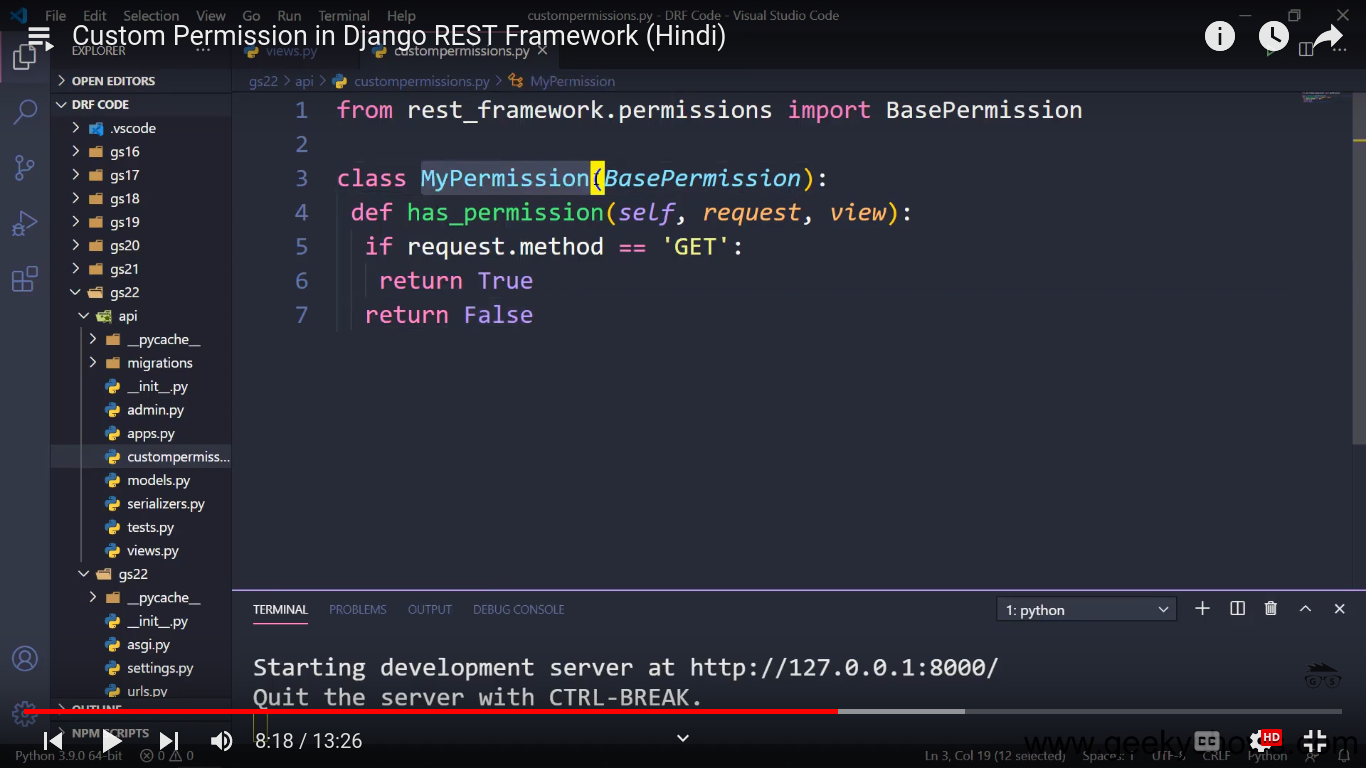 File Edit Selection View Go Run Terminal Help
custompermissions.py - DRF Code - Visual Studio Code
Custom Permission in Django REST Framework (Hindi)
EXPLORER
views.py
custompermissions.py
OPEN EDITORS
DRF CODE
.vscode
gs16
gs17
gs18
gs19
gs20
gs21
gs22
api
__pycache__
migrations
__init__.py
admin.py
apps.py
custompermiss...
models.py
serializers.py
tests.py
views.py
gs22
__pycache__
__init__.py
asgi.py
settings.py
urls.py
OUTLINE
NPM SCRIPTS
gs22 > api > custompermissions.py > MyPermission
1 from rest_framework.permissions import BasePermission
2
3 class MyPermission(BasePermission):
4 def has_permission(self, request, view):
5 if request.method == 'GET':
6 return True
7 return False
TERMINAL PROBLEMS OUTPUT DEBUG CONSOLE
1: python
Starting development server at http://127.0.0.1:8000/
Quit the server with CTRL-BREAK.
GS
8:18 / 13:26
CC
HD
Python 3.9.0 64-bit
0 0
Ln 3, Col 19 (12 selected)
Spaces: 1
UTF-8
CRLF
Python